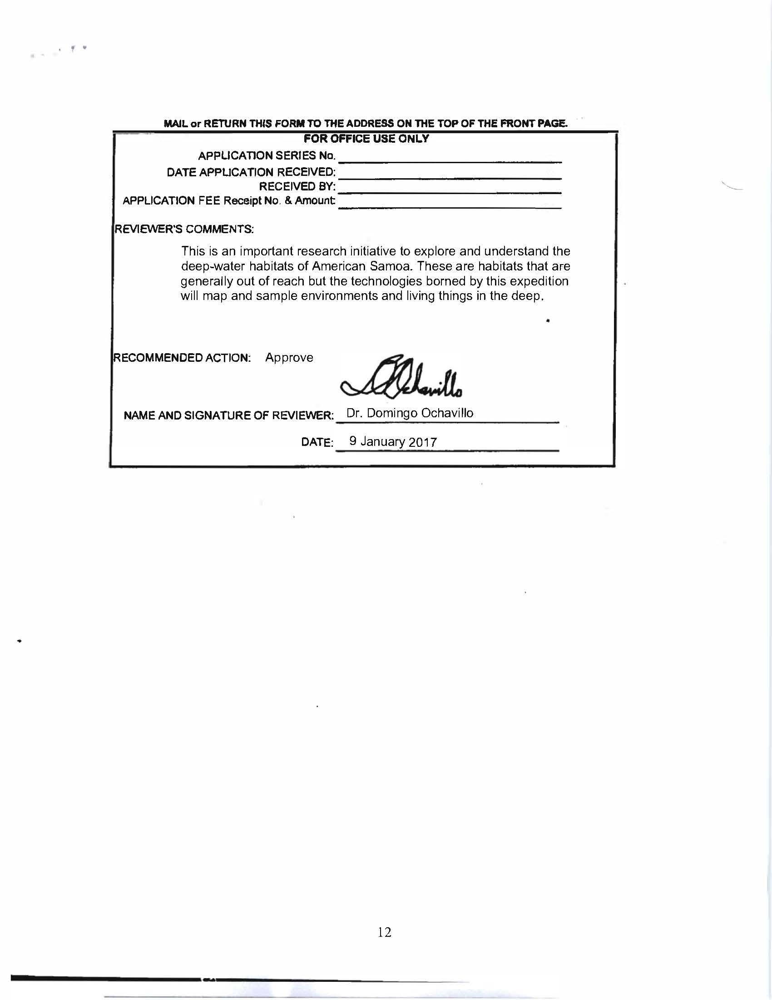 MAIL or RETURN THIS FORM TO THE ADDRESS ON THE TOP OF THE FRONT PAGE.
FOR OFFICE USE ONLY
APPLICATION SERIES No.
DATE APPLICATION RECEIVED:
RECEIVED BY:
APPLICATION FEE Receipt No. & Amount:
REVIEWER'S COMMENTS:
This is an important research initiative to explore and understand the
deep-water habitats of American Samoa. These are habitats that are
generally out of reach but the technologies borned by this expedition
will map and sample environments and living things in the deep.
RECOMMENDED ACTION: Approve
DOchavillo
NAME AND SIGNATURE OF REVIEWER: Dr. Domingo Ochavillo
DATE: 9 January 2017
12